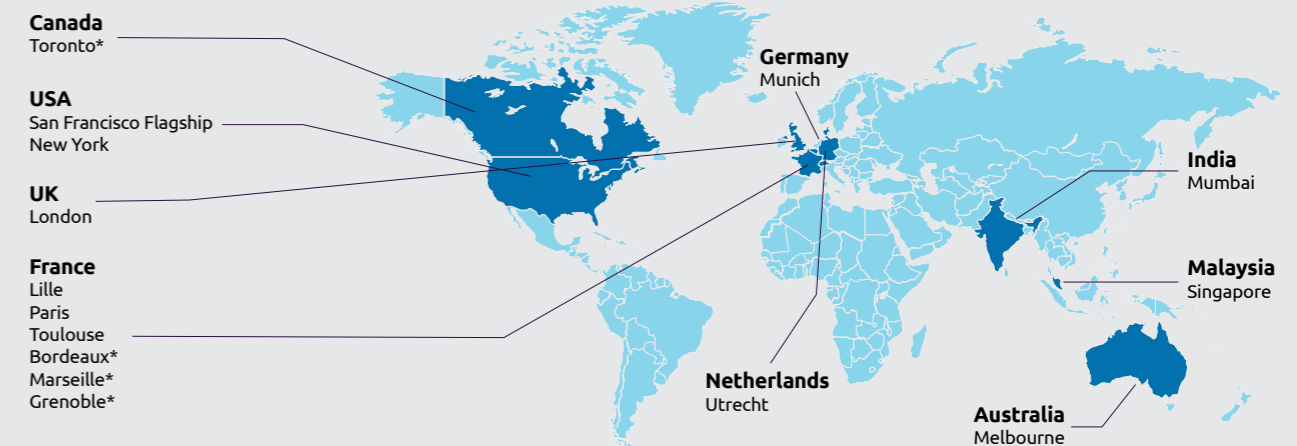 Canada
Toronto*
USA
San Francisco Flagship
New York
UK
London
France
Lille
Paris
Toulouse
Bordeaux*
Marseille*
Grenoble*
Germany
Munich
Netherlands
Utrecht
India
Mumbai
Malaysia
Singapore
Australia
Melbourne